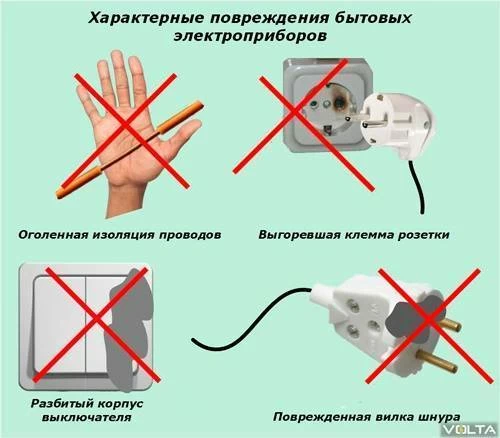 Характерные повреждения бытовых
электроприборов
Оголенная изоляция проводов
Выгоревшая клемма розетки
Разбитый корпус
выключателя
Поврежденная вилка шнура
VOLTA